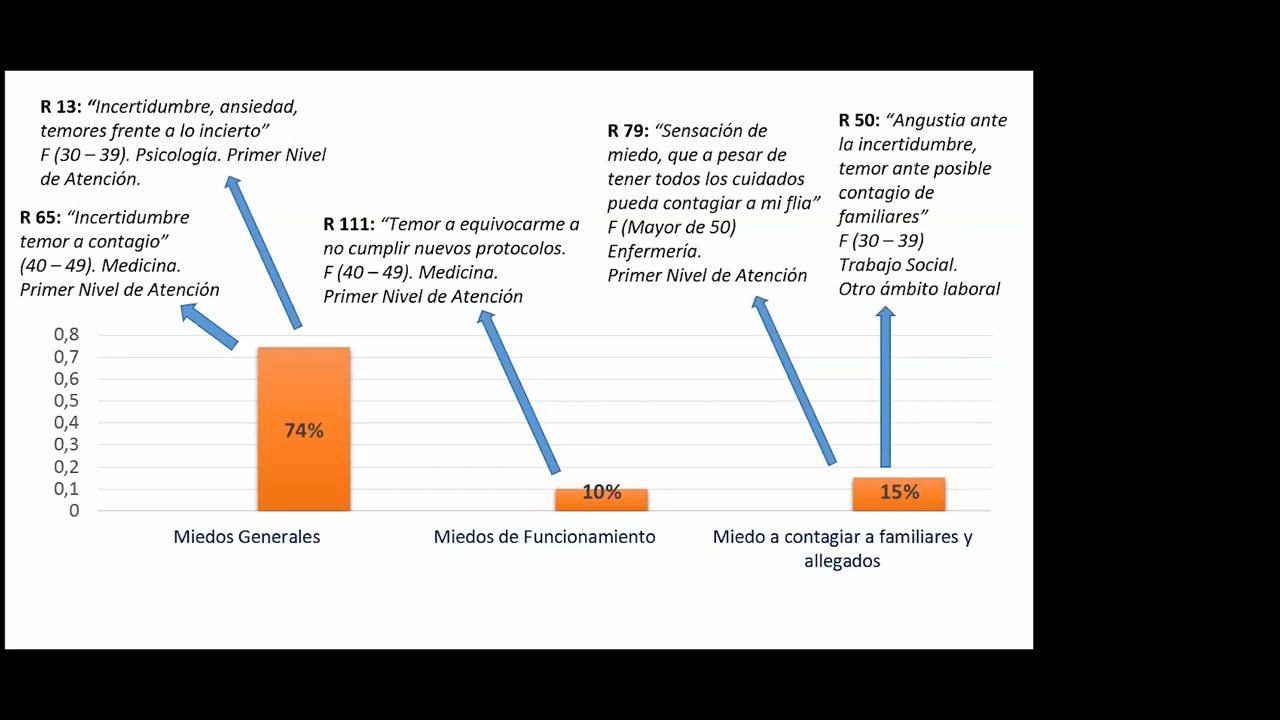 R 13: “Incertidumbre, ansiedad,
temores frente a lo incierto”
F (30 – 39). Psicología. Primer Nivel
de Atención.
R 65: “Incertidumbre
temor a contagio”
(40 – 49). Medicina.
Primer Nivel de Atención
R 111: “Temor a equivocarme a
no cumplir nuevos protocolos.
F (40 – 49). Medicina.
Primer Nivel de Atención
R 79: “Sensación de
miedo, que a pesar de
tener todos los cuidados
pueda contagiar a mi flia”
F (Mayor de 50)
Enfermería.
Primer Nivel de Atención
R 50: “Angustia ante
la incertidumbre,
temor ante posible
contagio de
familiares”
F (30 – 39)
Trabajo Social.
Otro ámbito laboral
0,8
0,7
0,6
0,5
0,4
0,3
0,2
0,1
0
74%
10%
15%
Miedos Generales
Miedos de Funcionamiento
Miedo a contagiar a familiares y
allegados